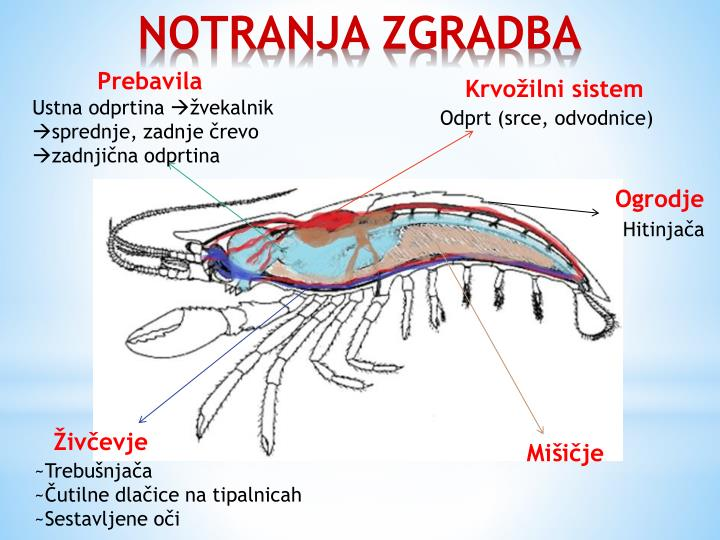 NOTRANJA ZGRADBA
Prebavila
Ustna odprtina →žvekalnik
→sprednje, zadnje črevo
→zadnjična odprtina
Krvožilni sistem
Odprt (srce, odvodnice)
Ogrodje
Hitinjača
Živčevje
~Trebušnjača
~Čutilne dlačice na tipalnicah
~Sestavljene oči
Mišičje